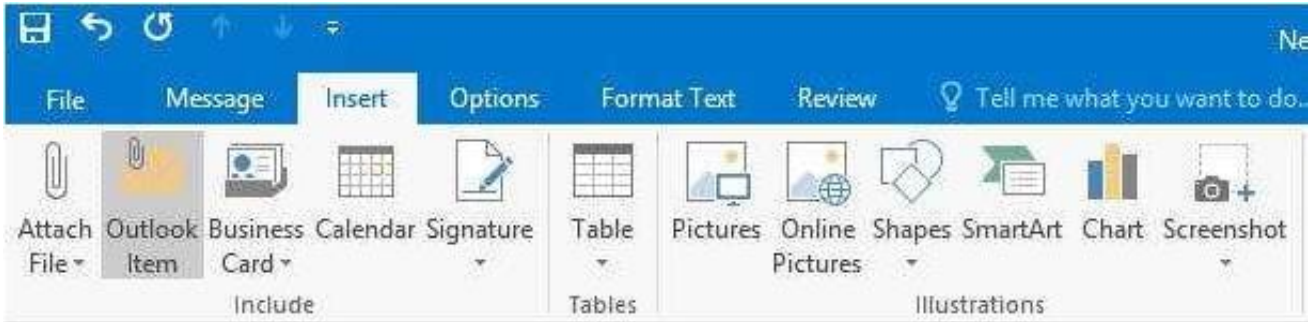 Ne
File Message Insert Options Format Text Review Tell me what you want to do..
Attach Outlook Business Calendar Signature Table Pictures Online Shapes SmartArt Chart Screenshot
File Item Card Pictures
Include Tables Illustrations